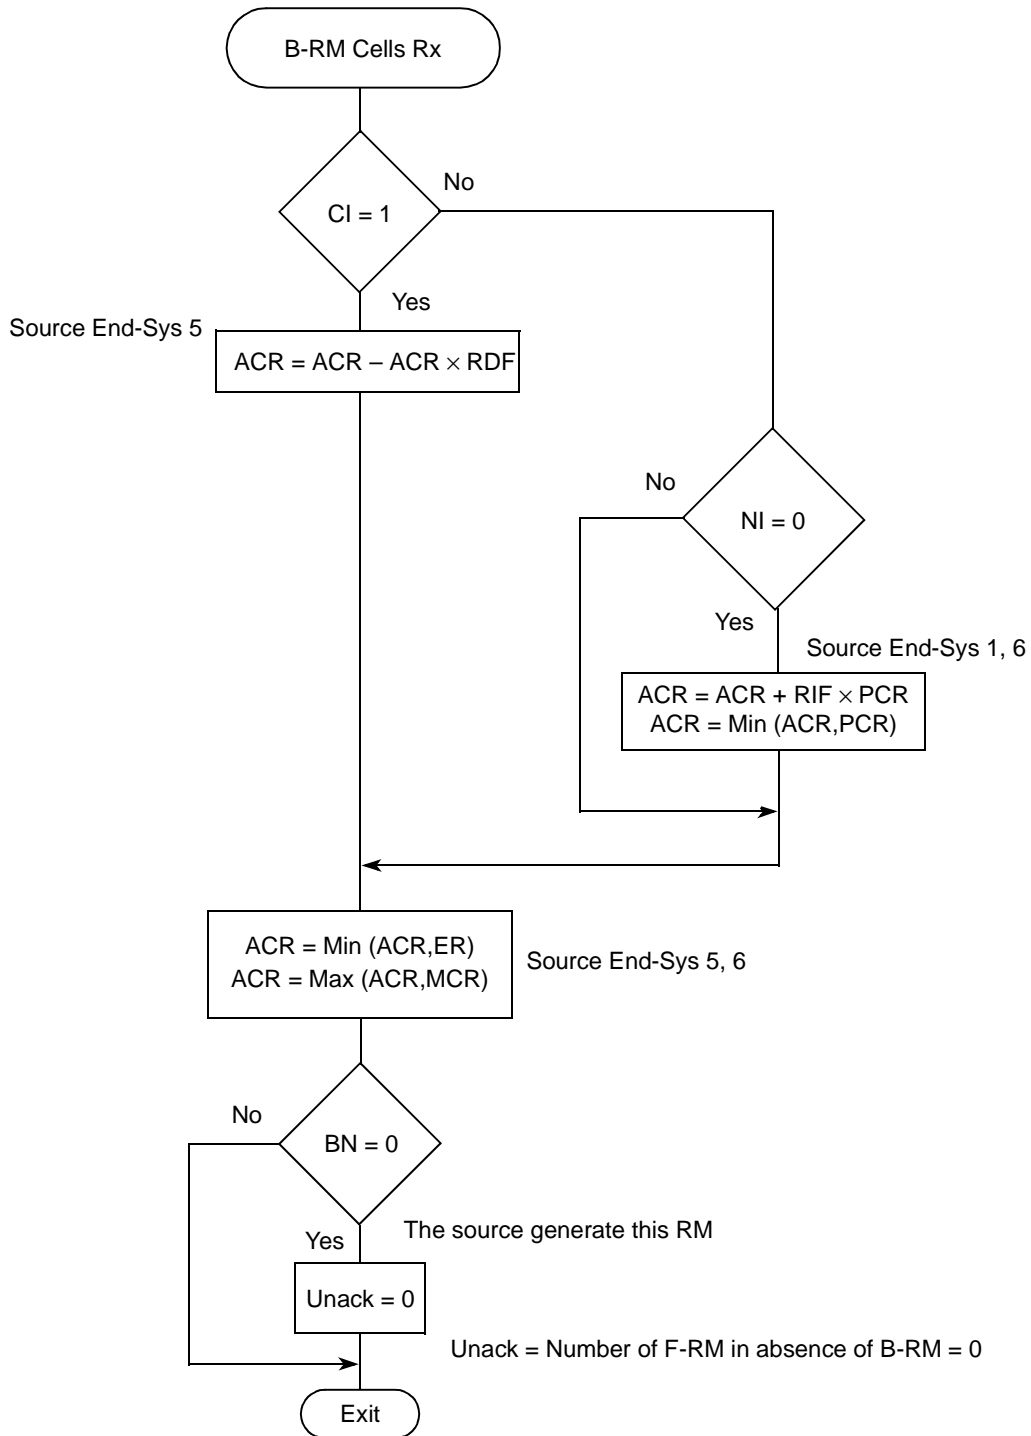 B-RM Cells Rx
No
CI = 1
Yes
Source End-Sys 5
ACR = ACR – ACR × RDF
No
NI = 0
Yes
Source End-Sys 1, 6
ACR = ACR + RIF × PCR
ACR = Min (ACR,PCR)
ACR = Min (ACR,ER)
ACR = Max (ACR,MCR)
Source End-Sys 5, 6
No
BN = 0
The source generate this RM
Yes
Unack = 0
Unack = Number of F-RM in absence of B-RM = 0
Exit